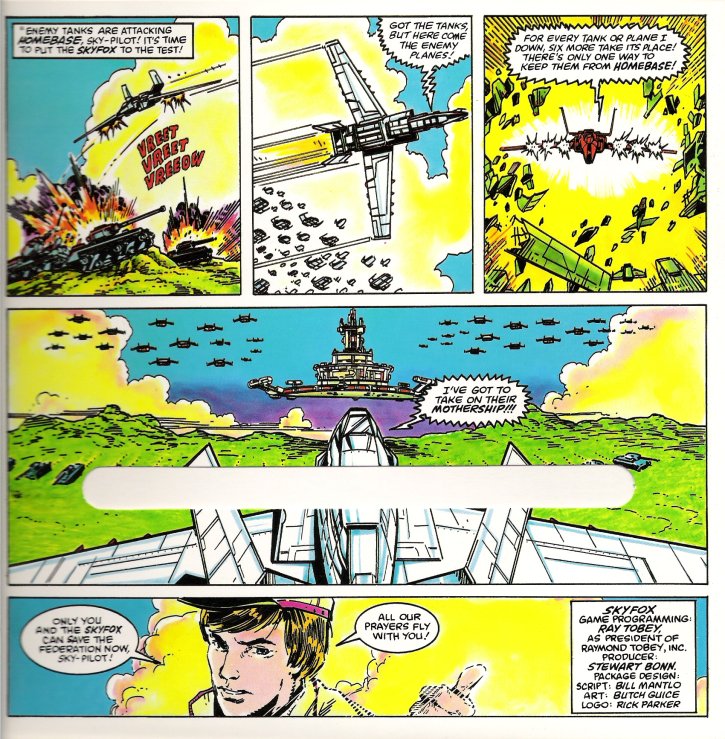 "ENEMY TANKS ARE ATTACKING
HOMEBASE, SKY-PILOT! IT'S TIME
TO PUT THE SKYFOX TO THE TEST!
VREET
VREET
VREEOW
GOT THE TANKS,
BUT HERE COME
THE ENEMY
PLANES!
FOR EVERY TANK OR PLANE I
DOWN, SIX MORE TAKE ITS PLACE!
THERE'S ONLY ONE WAY TO
KEEP THEM FROM HOMEBASE!
I'VE GOT TO
TAKE ON THEIR
MOTHERSHIP!!!
ONLY YOU
AND THE SKYFOX
CAN SAVE THE
FEDERATION NOW,
SKY-PILOT!
ALL OUR
PRAYERS FLY
WITH YOU!
SKYFOX
GAME PROGRAMMING:
RAY TOBEY,
AS PRESIDENT OF
RAYMOND TOBEY, INC.
PRODUCER:
STEWART BONN.
PACKAGE DESIGN:
SCRIPT: BILL MANTLO
ART: BUTCH GUICE
LOGO: RICK PARKER